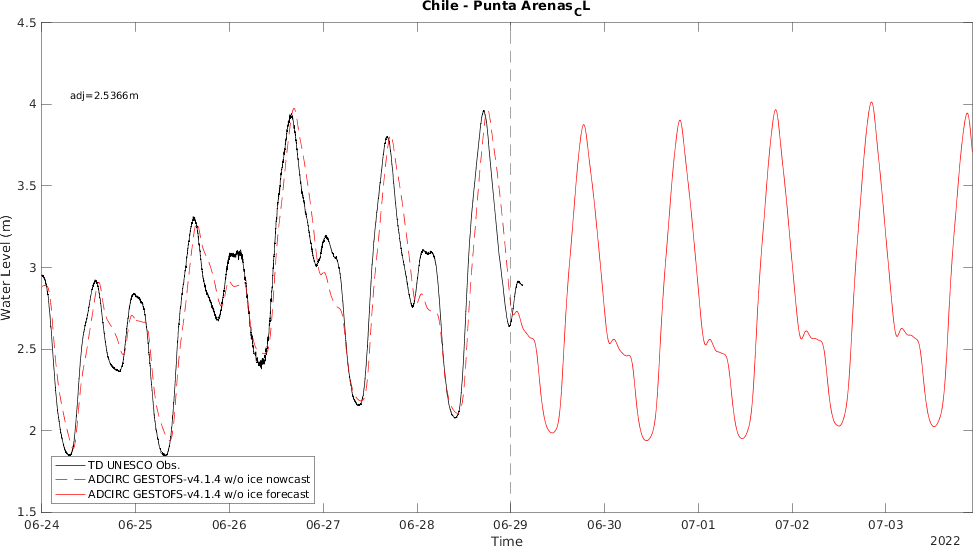 Chile - Punta Arenas_CL
4.5
adj=2.5366m
4
3.5
3
2.5
2
1.5
Water Level (m)
TD UNESCO Obs.
ADCIRC GESTOFS-v4.1.4 w/o ice nowcast
ADCIRC GESTOFS-v4.1.4 w/o ice forecast
06-24 06-25 06-26 06-27 06-28 06-29 06-30 07-01 07-02 07-03
Time
2022